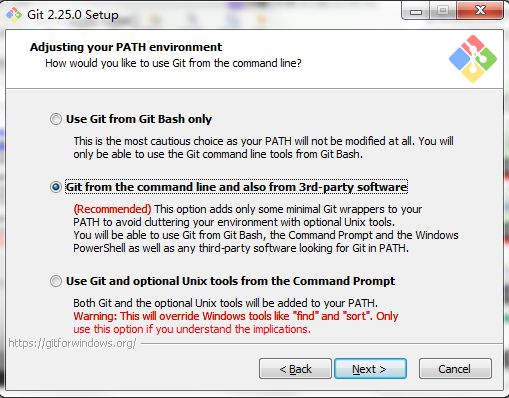 Git 2.25.0 Setup
Adjusting your PATH environment
How would you like to use Git from the command line?
Use Git from Git Bash only
This is the most cautious choice as your PATH will not be modified at all. You will
only be able to use the Git command line tools from Git Bash.
Git from the command line and also from 3rd-party software
(Recommended) This option adds only some minimal Git wrappers to your
PATH to avoid cluttering your environment with optional Unix tools.
You will be able to use Git from Git Bash, the Command Prompt and the Windows
PowerShell as well as any third-party software looking for Git in PATH.
Use Git and optional Unix tools from the Command Prompt
Both Git and the optional Unix tools will be added to your PATH.
Warning: This will override Windows tools like "find" and "sort". Only
use this option if you understand the implications.
https://gitforwindows.org/
< Back
Next >
Cancel